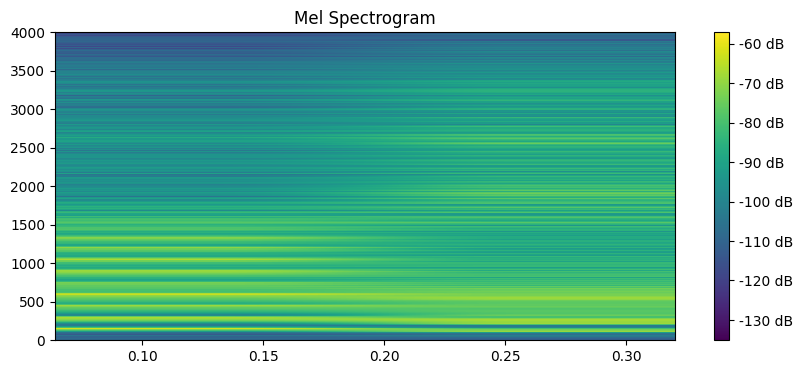 Mel Spectrogram
4000
3500
3000
2500
2000
1500
1000
500
0
0.10
0.15
0.20
0.25
0.30
-60 dB
-70 dB
-80 dB
-90 dB
-100 dB
-110 dB
-120 dB
-130 dB